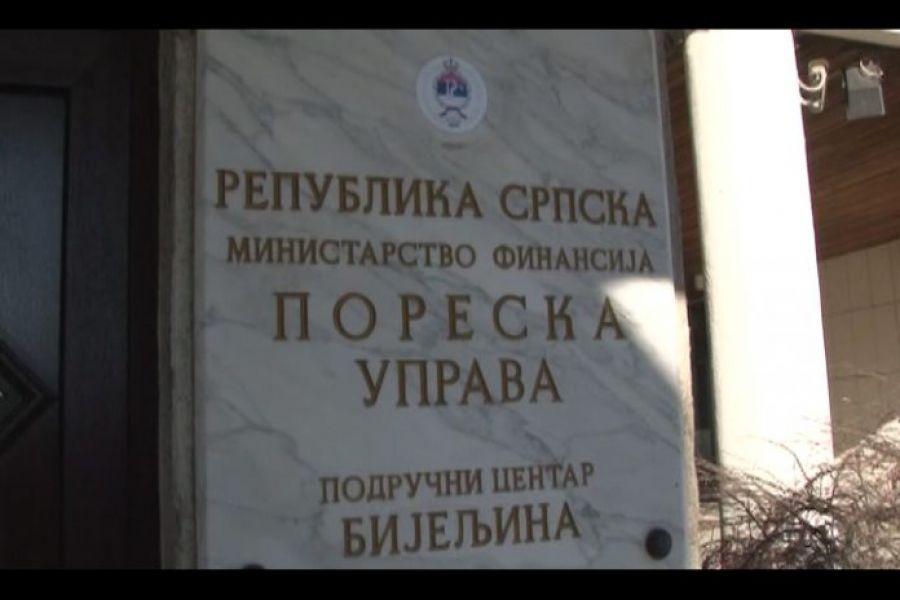 РЕПУБЛИКА СРПСКА
МИНИСТАРСТВО ФИНАНСИЈА
ПОРЕСКА
УПРАВА
ПОДРУЧНИ ЦЕНТАР
БИЈЕЉИНА